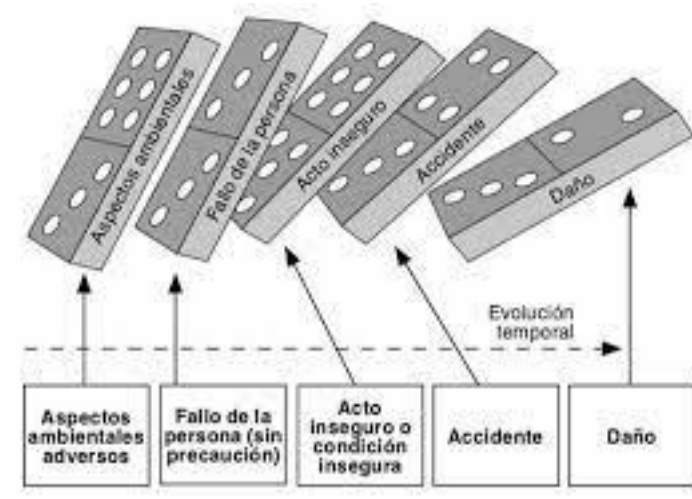 Aspectos ambientales
Fallo de la persona
Acto inseguro
Accidente
Daño
Evolución
temporal
Aspectos
ambientales
adversos
Fallo de la
persona (sin
precaución)
Acto
inseguro o
condición
insegura
Accidente
Daño